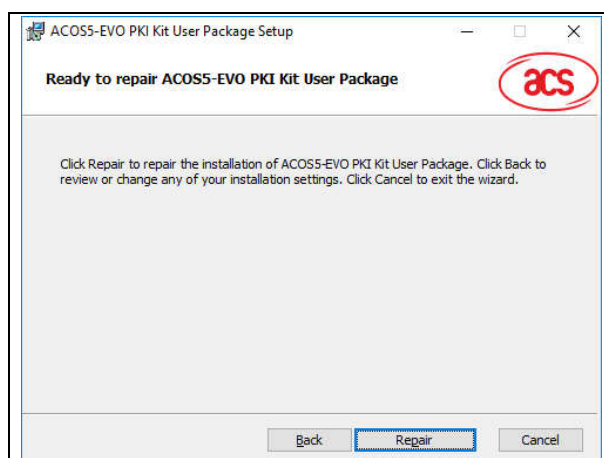 ACOS5-EVO PKI Kit User Package Setup
Ready to repair ACOS5-EVO PKI Kit User Package
acs
Click Repair to repair the installation of ACOS5-EVO PKI Kit User Package. Click Back to
review or change any of your installation settings. Click Cancel to exit the wizard.
Back Repair Cancel